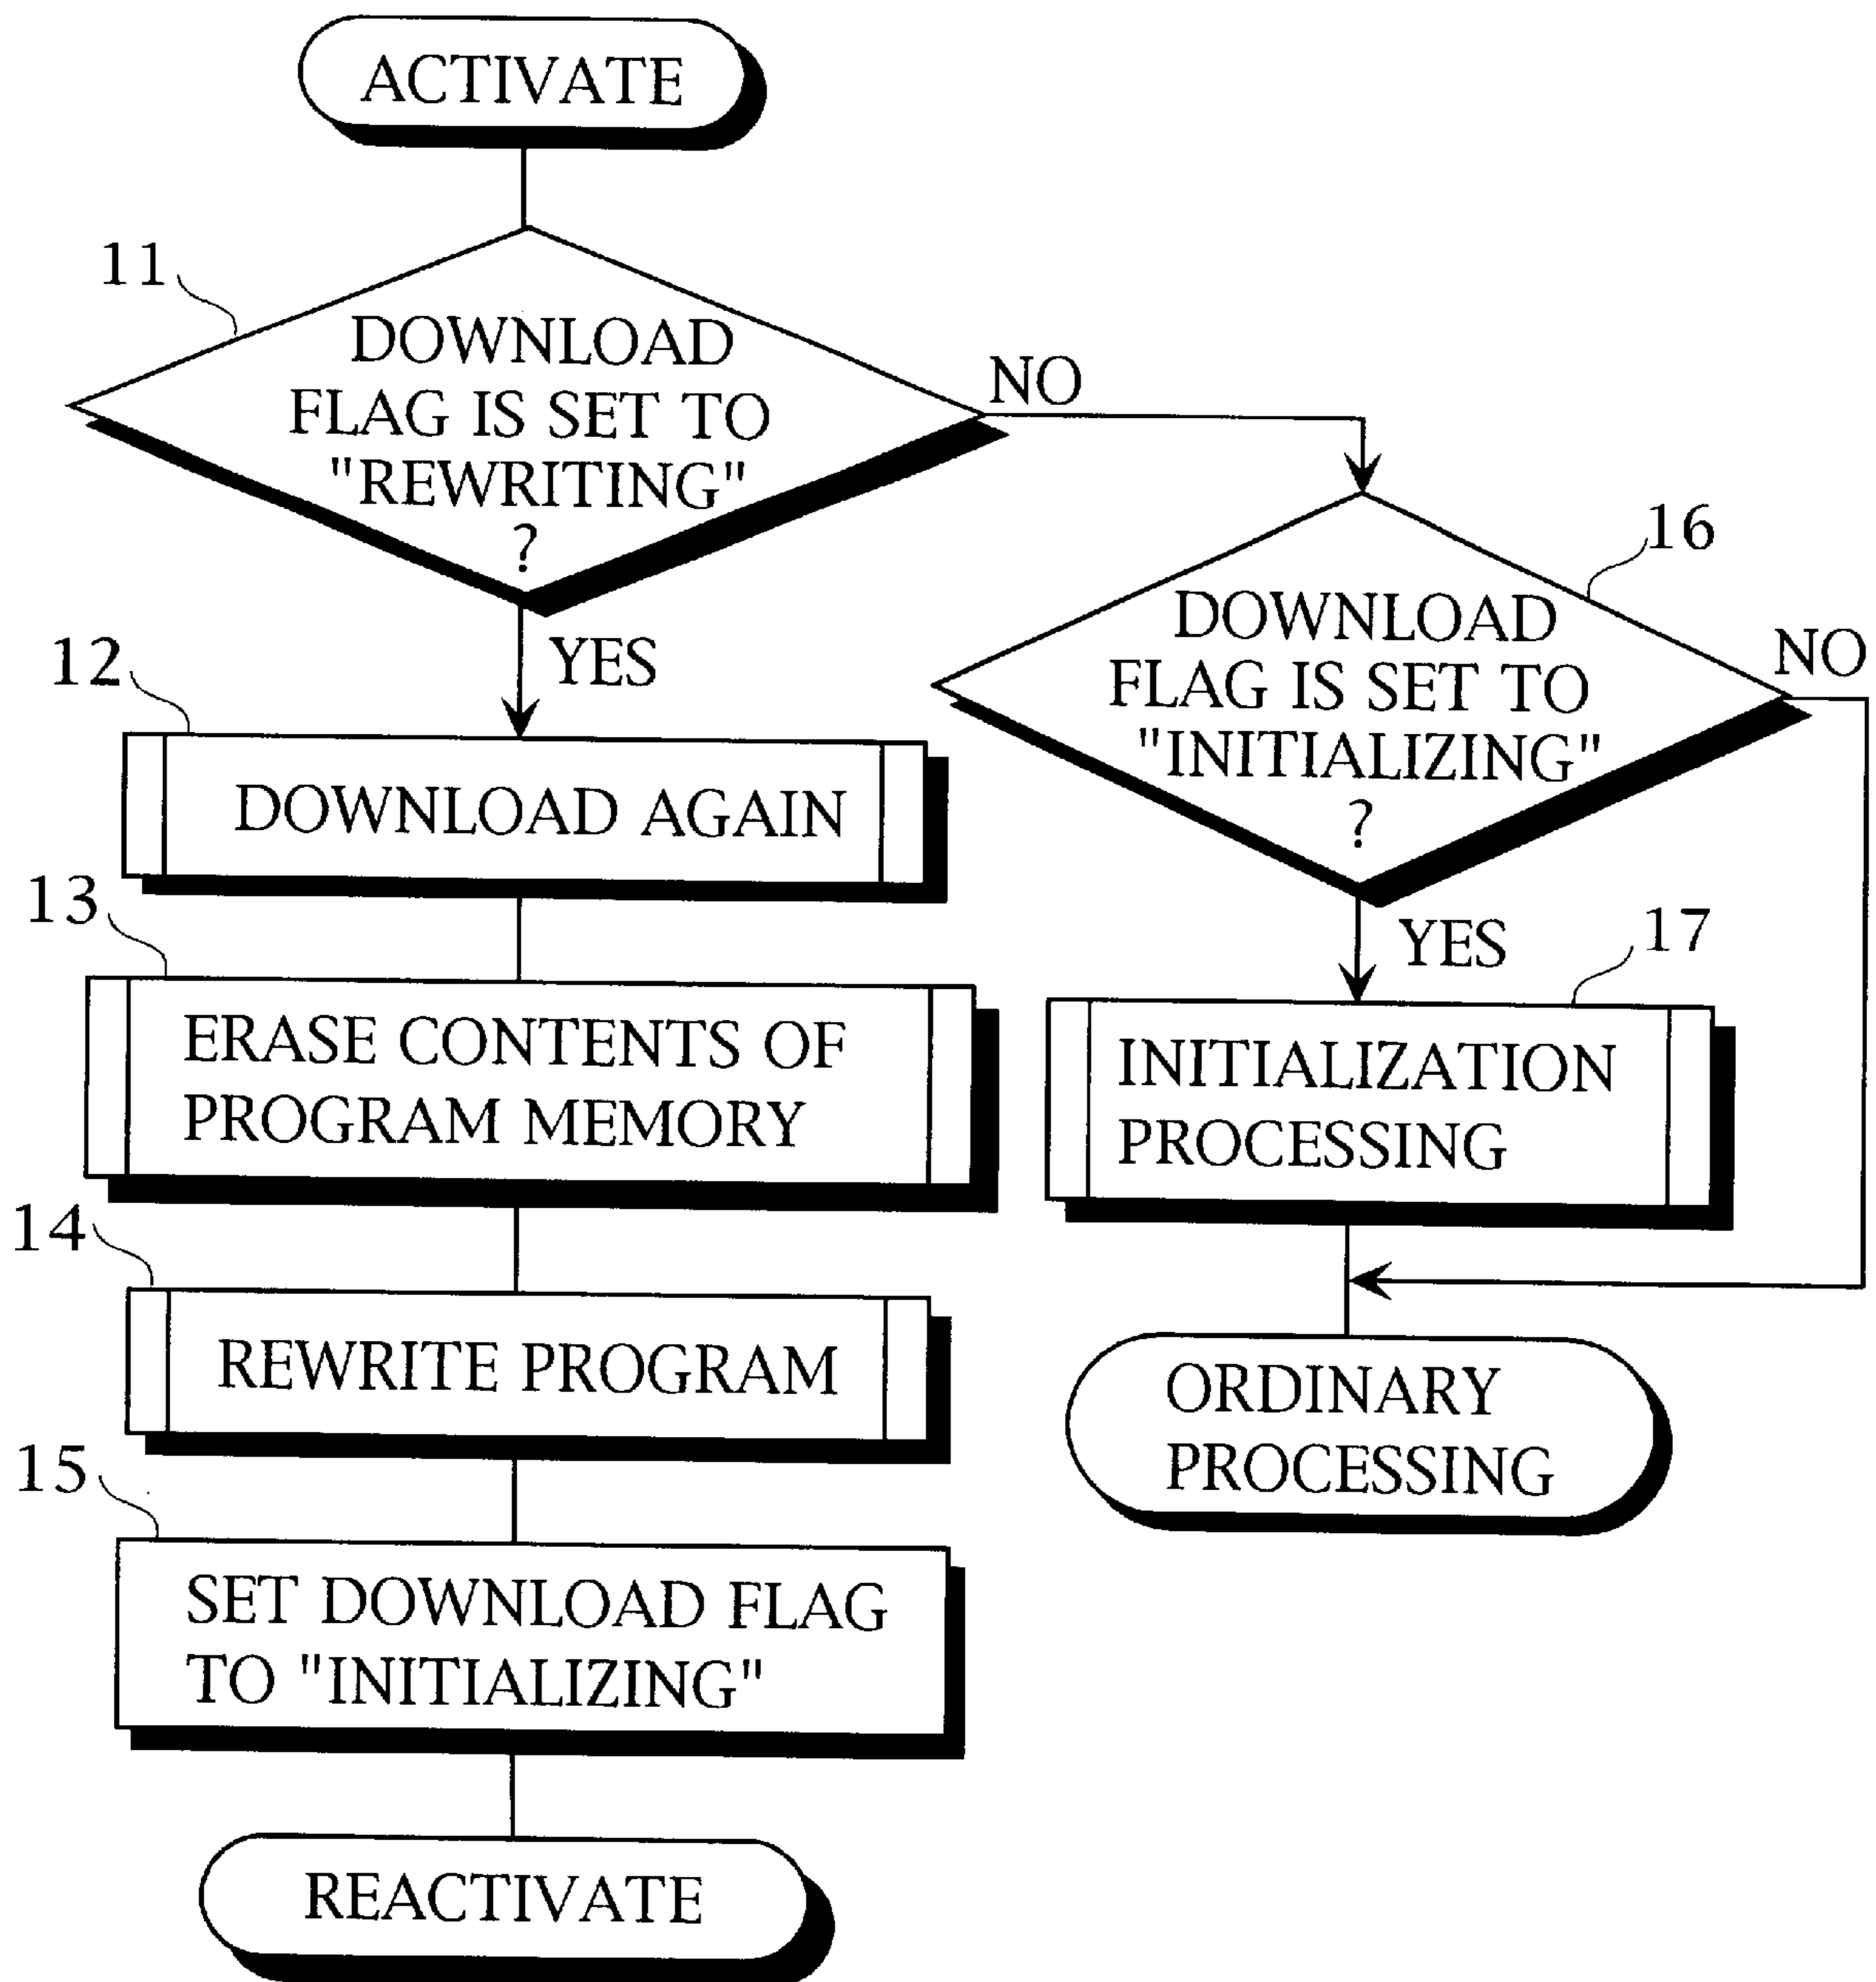 ACTIVATE
11
DOWNLOAD
FLAG IS SET TO
"REWRITING"
?
NO
YES
12
DOWNLOAD AGAIN
13
ERASE CONTENTS OF
PROGRAM MEMORY
14
REWRITE PROGRAM
15
SET DOWNLOAD FLAG
TO "INITIALIZING"
REACTIVATE
16
DOWNLOAD
FLAG IS SET TO
"INITIALIZING"
?
NO
YES
17
INITIALIZATION
PROCESSING
ORDINARY
PROCESSING